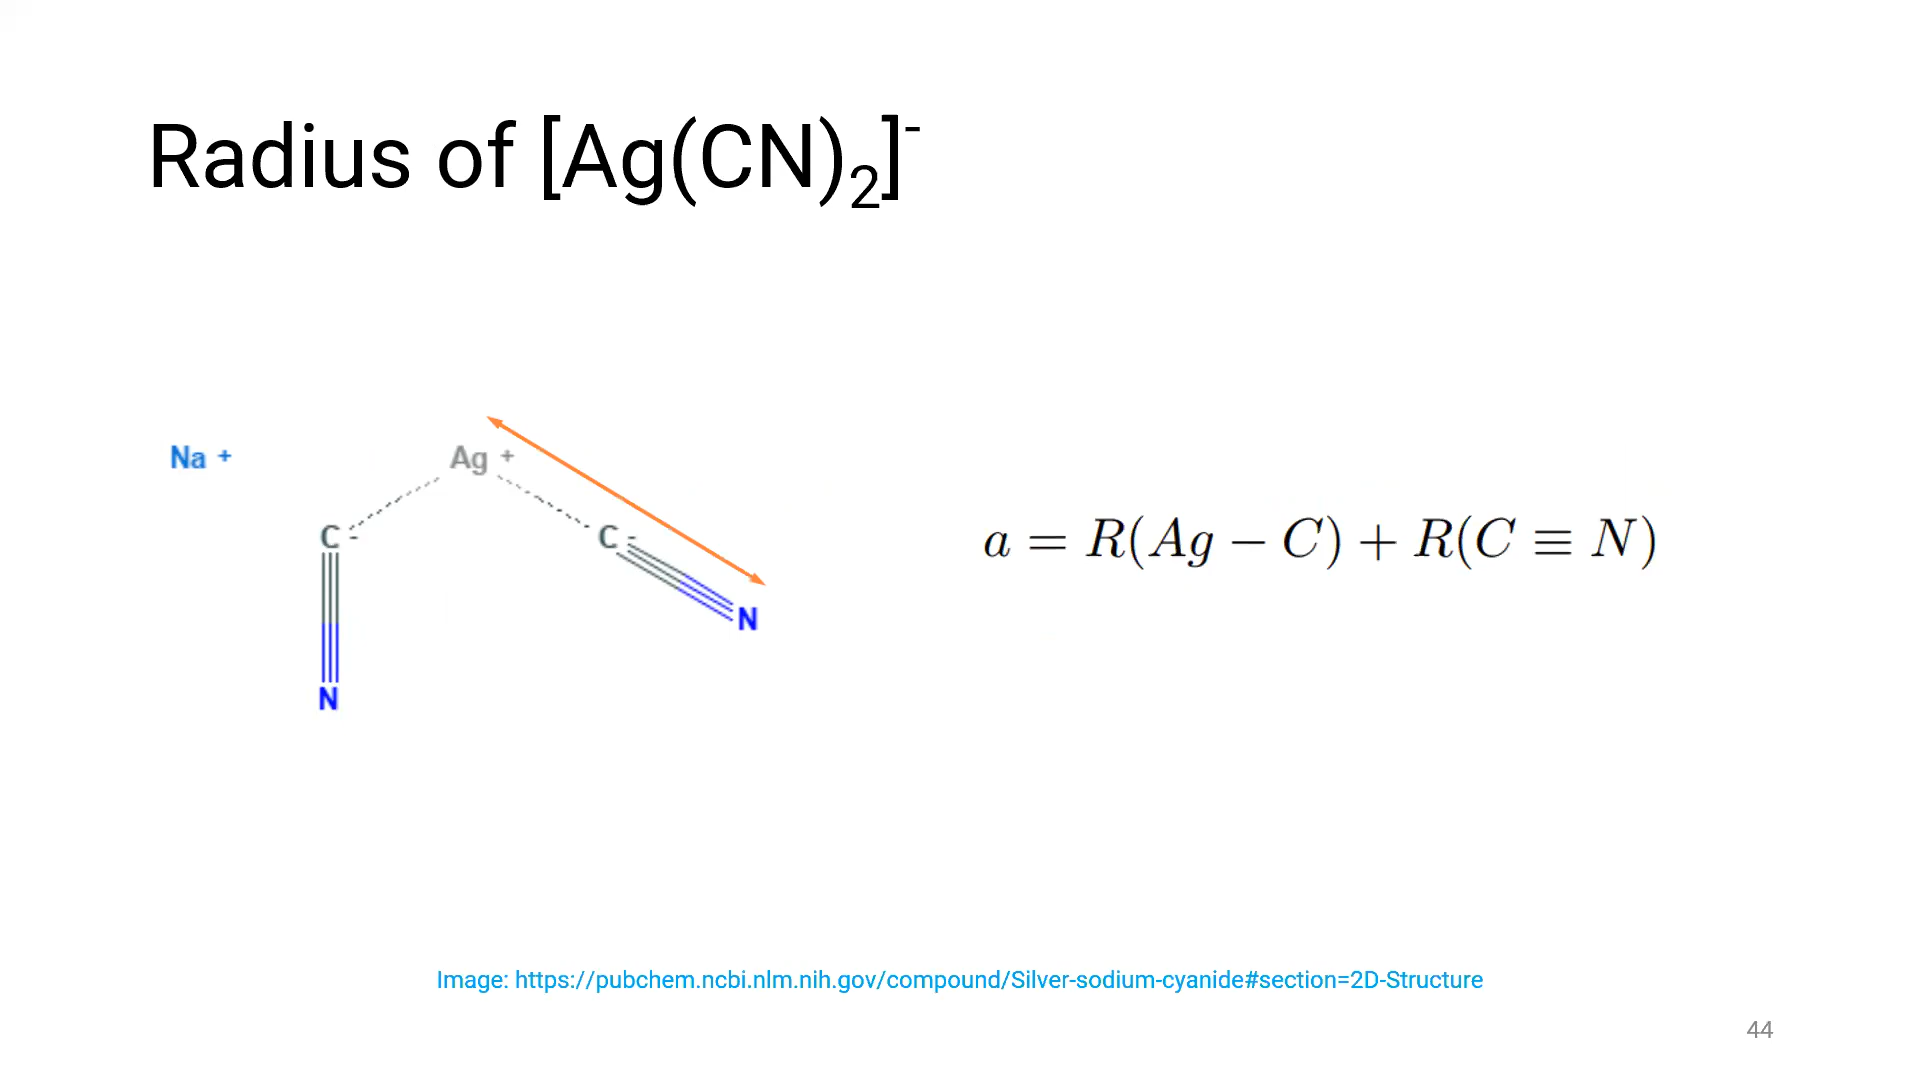 Radius of [Ag(CN)₂]⁻
Na +
Ag +
C -
C -
N
N
a = R(Ag − C) + R(C ≡ N)
Image: https://pubchem.ncbi.nlm.nih.gov/compound/Silver-sodium-cyanide#section=2D-Structure
44